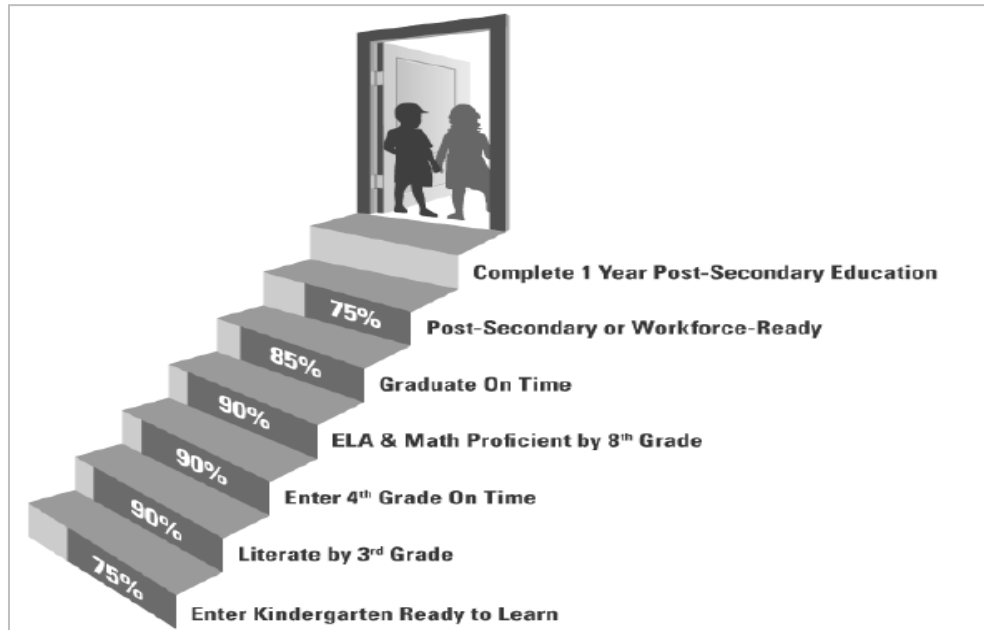 Complete 1 Year Post-Secondary Education
75%
Post-Secondary or Workforce-Ready
85%
Graduate On Time
90%
ELA & Math Proficient by 8th Grade
90%
Enter 4th Grade On Time
90%
Literate by 3rd Grade
75%
Enter Kindergarten Ready to Learn